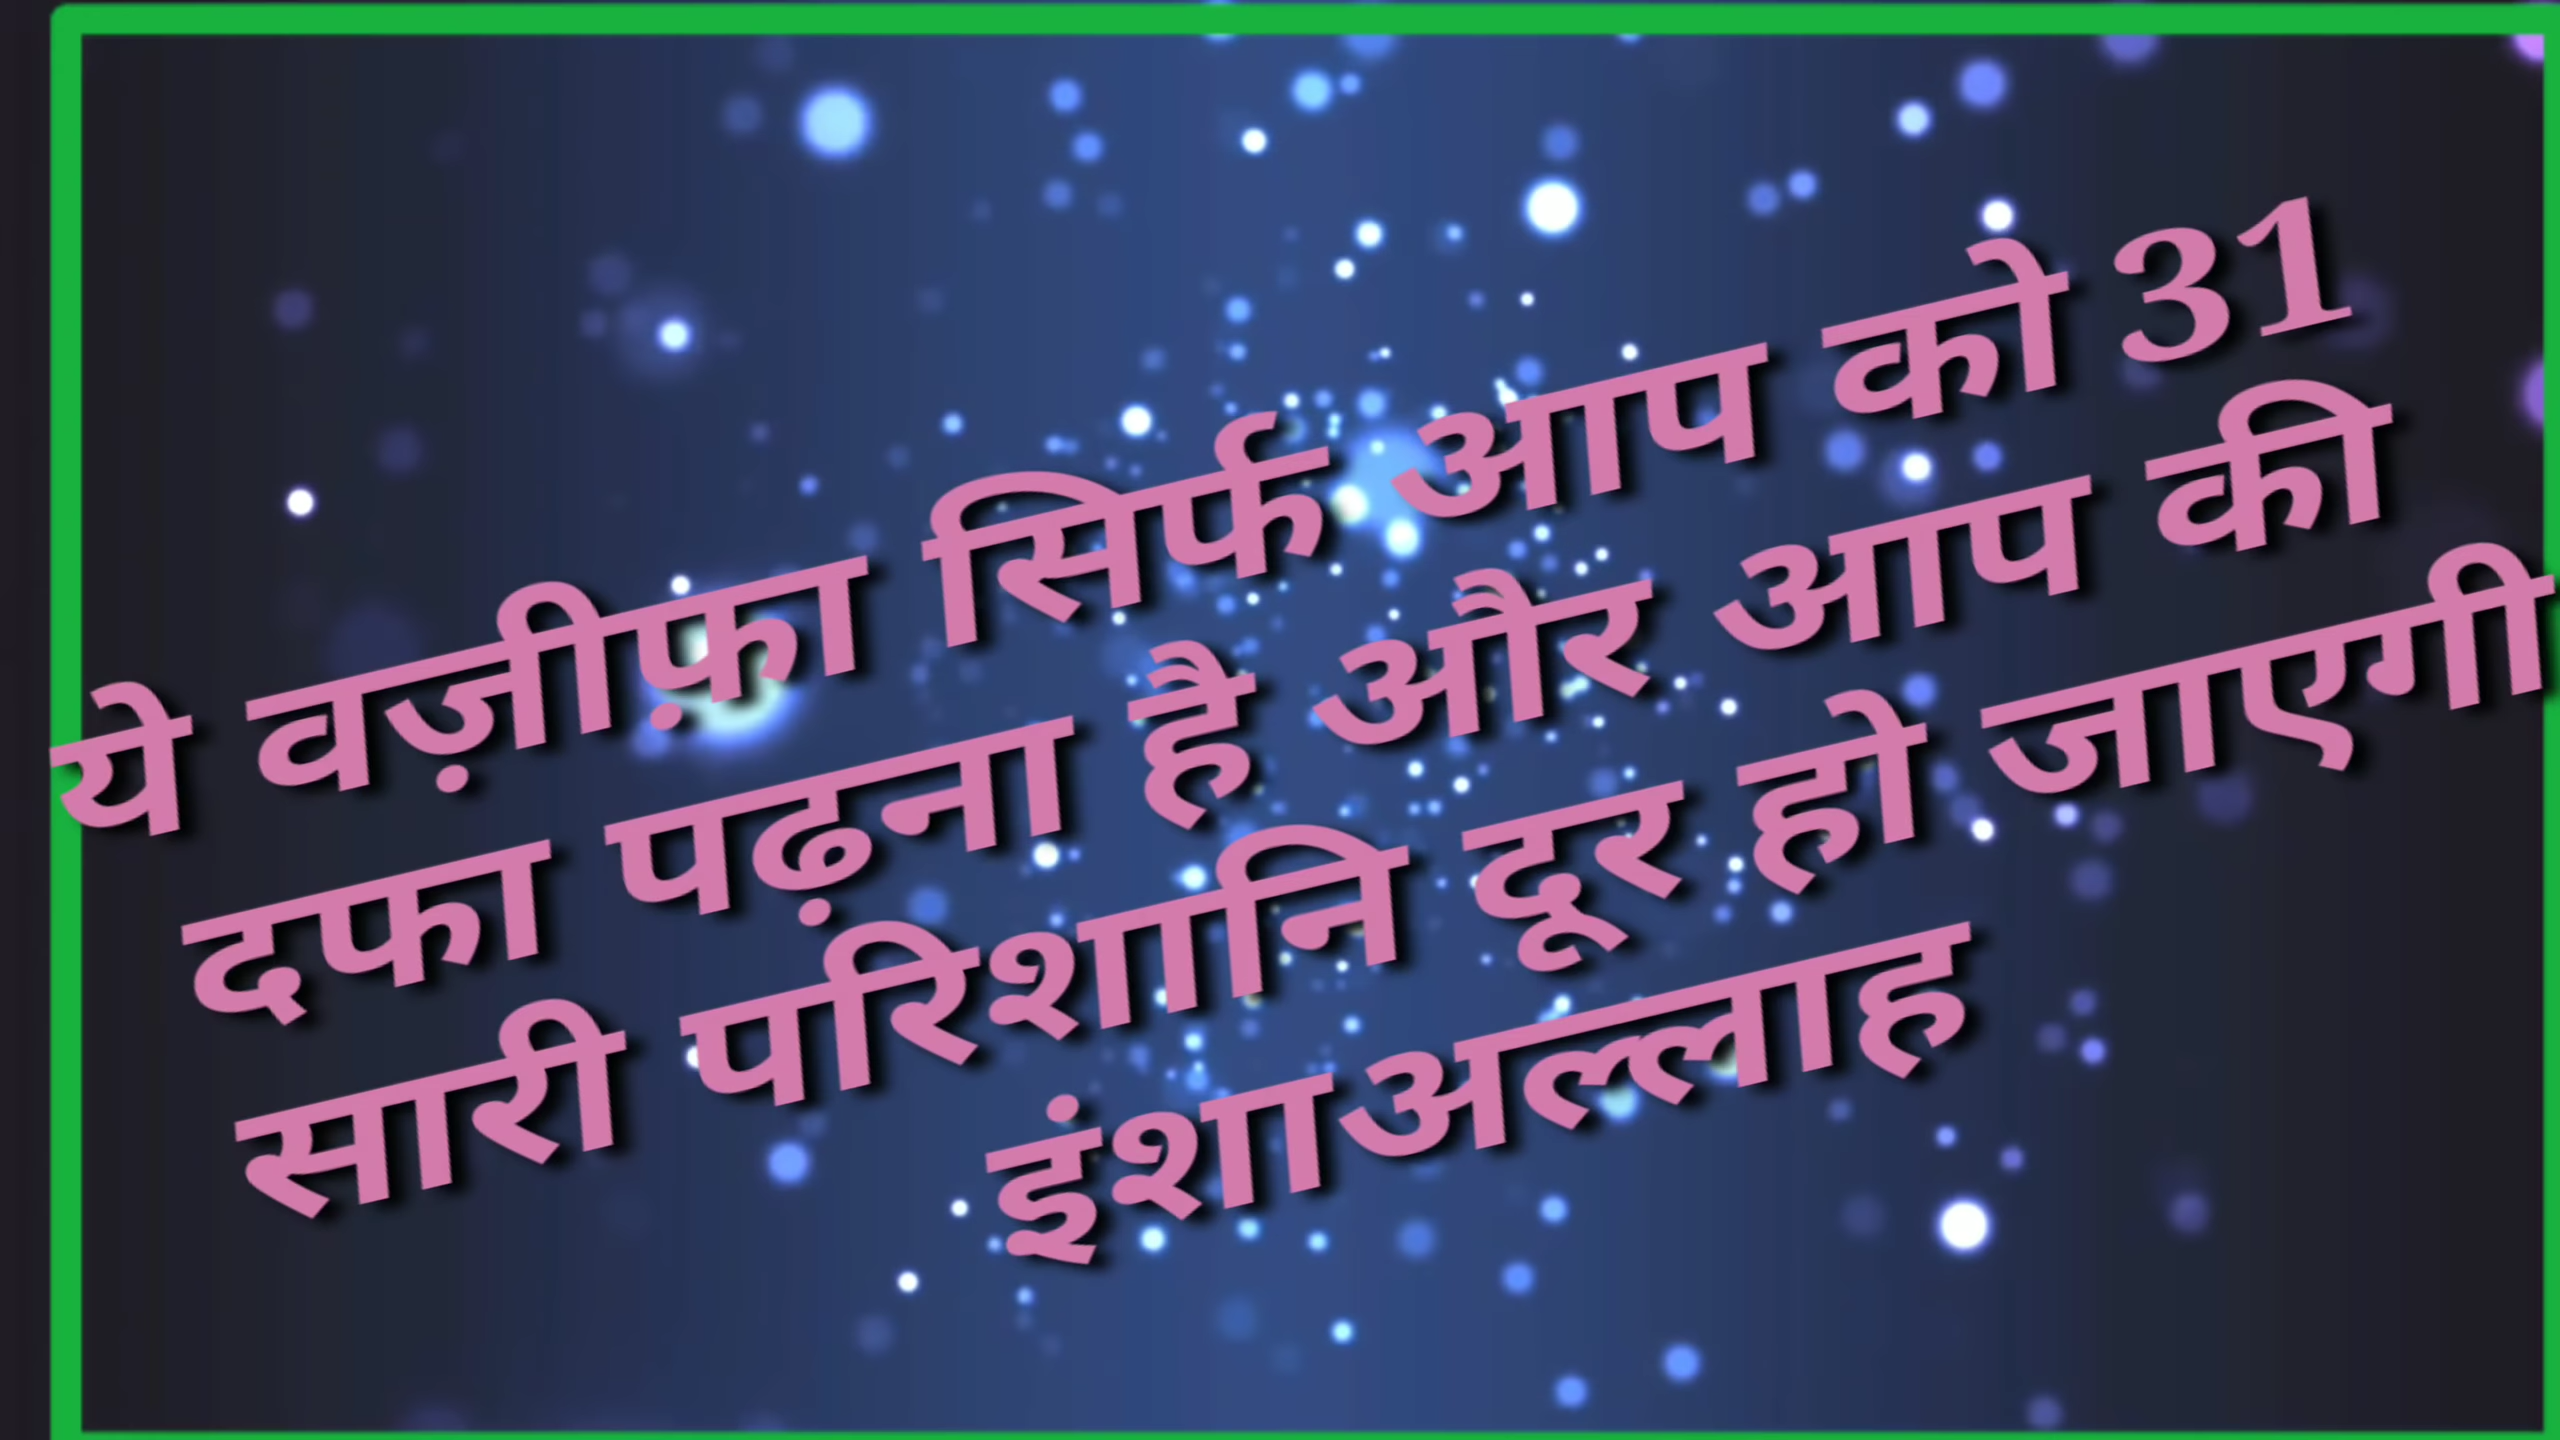 ये वज़ीफ़ा सिर्फ आप को 31
दफा पढ़ना है और आप की
सारी परिशानि दूर हो जाएगी
इंशाअल्लाह